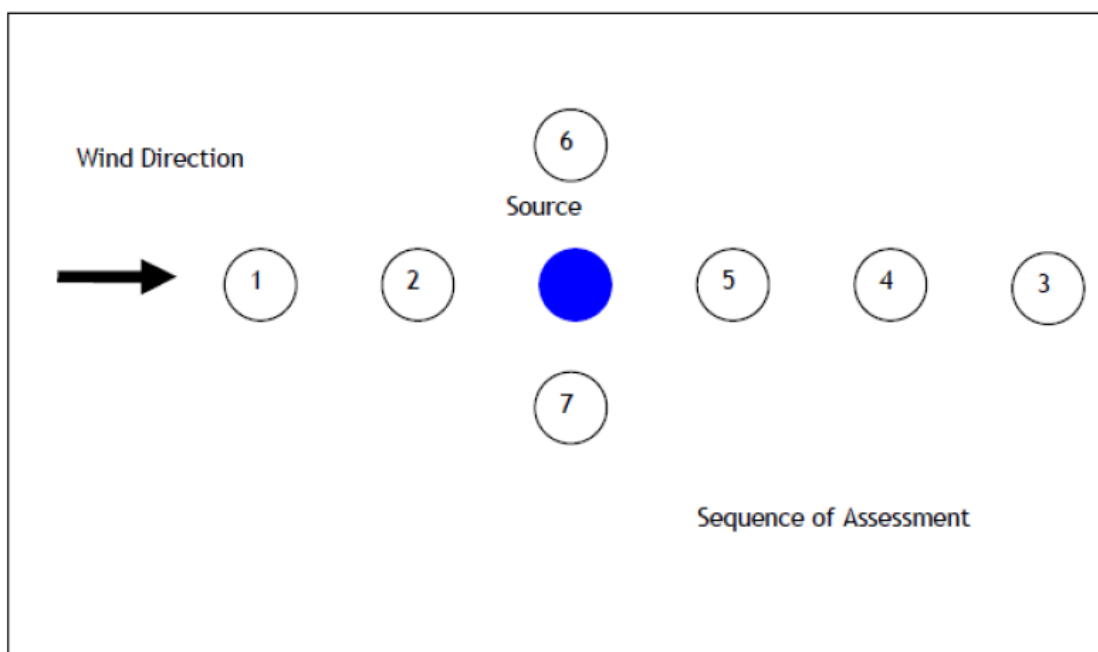 6
Wind Direction
Source
1 2 5 4 3
7
Sequence of Assessment